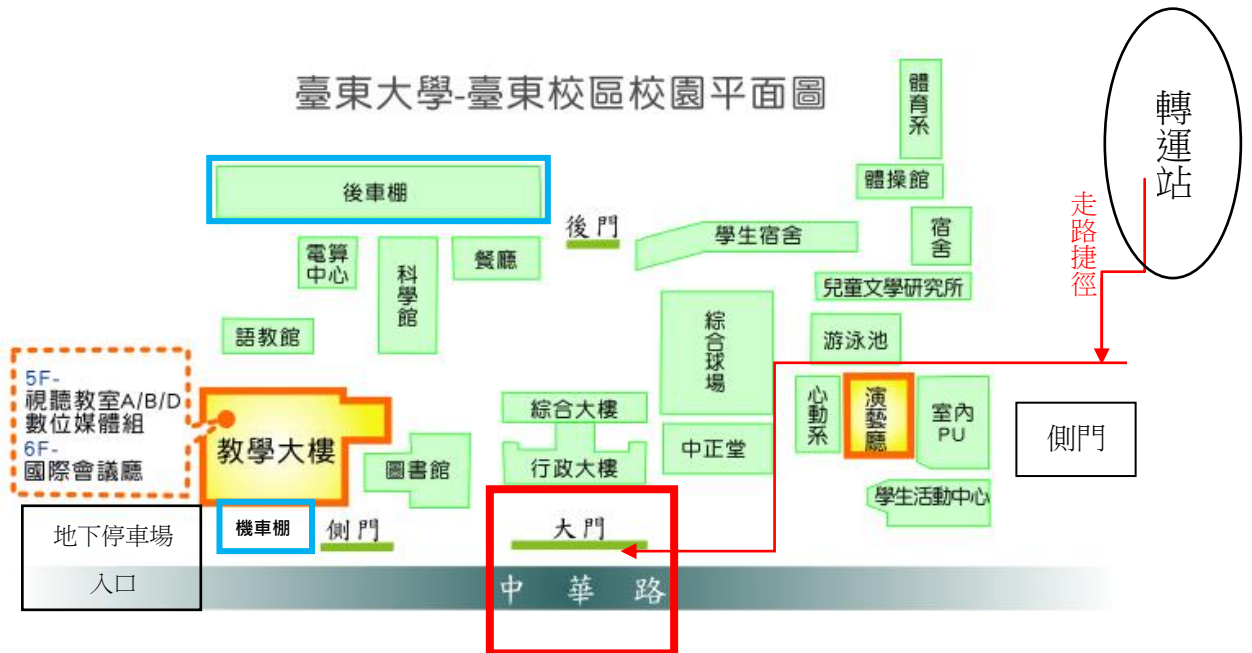 臺東大學-臺東校區校園平面圖
轉運站
走路捷徑
體育系
體操館
宿舍
後車棚
後門
學生宿舍
電算
中心
科學館
餐廳
兒童文學研究所
語教館
綜合球場
游泳池
5F-
視聽教室A/B/D
數位媒體組
6F-
國際會議廳
教學大樓
圖書館
綜合大樓
行政大樓
中正堂
心動系
演藝廳
室內
PU
側門
學生活動中心
地下停車場
入口
機車棚
側門
大門
中華路